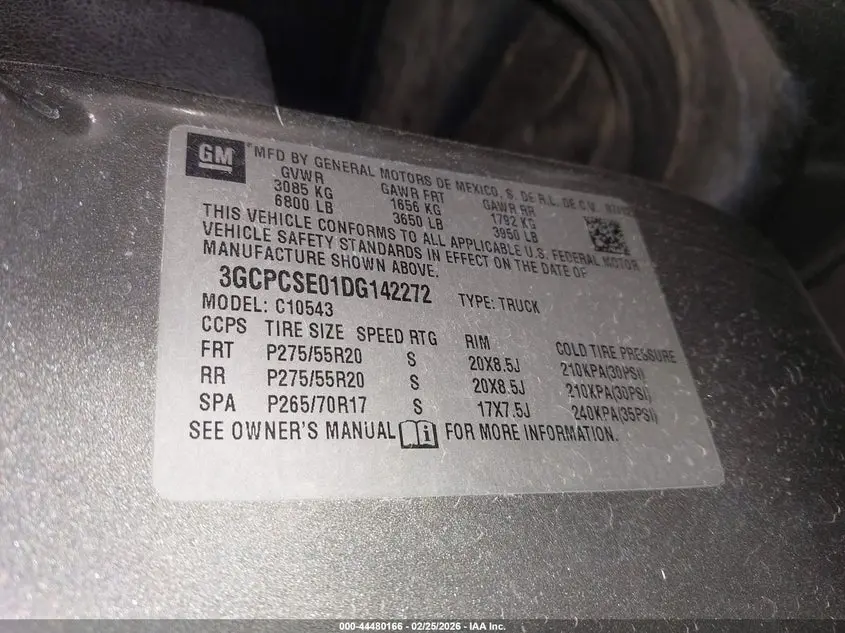 GM
MFD BY GENERAL MOTORS DE MEXICO, S. DE R.L. DE C.V.
GVWR GAWR FRT GAWR RR
3085 KG 1656 KG 1792 KG
6800 LB 3650 LB 3950 LB
THIS VEHICLE CONFORMS TO ALL APPLICABLE U.S. FEDERAL MOTOR
VEHICLE SAFETY STANDARDS IN EFFECT ON THE DATE OF
MANUFACTURE SHOWN ABOVE.
3GCPCSE01DG142272 TYPE: TRUCK
MODEL: C10543
CCPS TIRE SIZE SPEED RTG RIM COLD TIRE PRESSURE
FRT P275/55R20 S 20X8.5J 210KPA(30PSI)
RR P275/55R20 S 20X8.5J 210KPA(30PSI)
SPA P265/70R17 S 17X7.5J 240KPA(35PSI)
SEE OWNER'S MANUAL i FOR MORE INFORMATION.
000-44480166 - 02/25/2026 - IAA Inc.